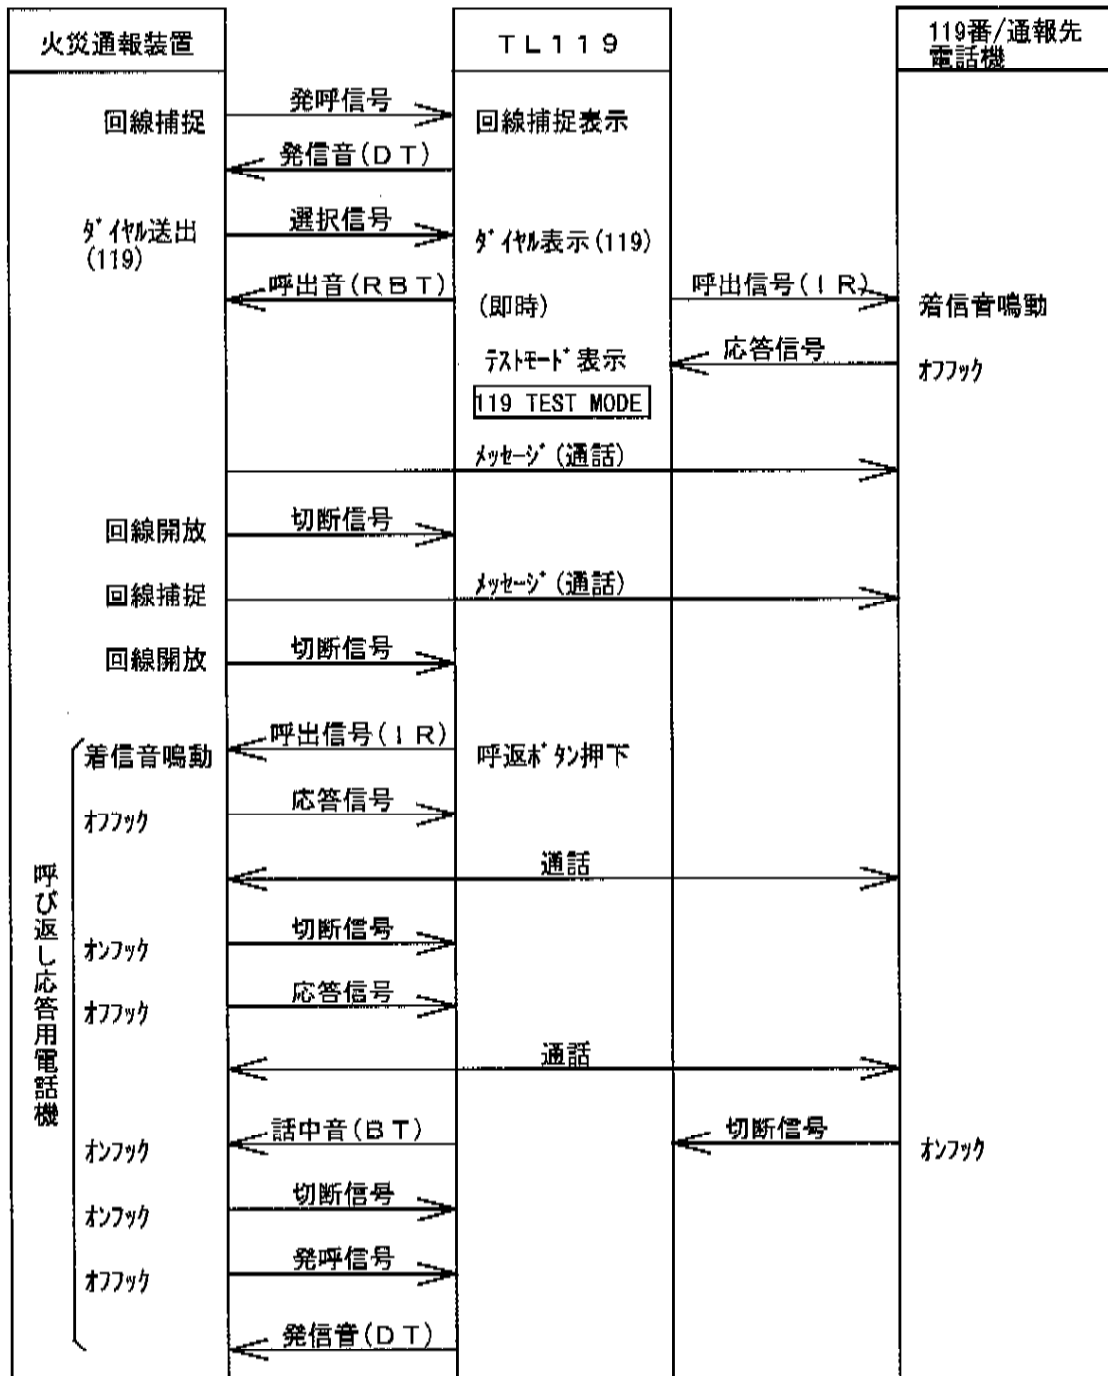 火災通報装置
TL119
119番/通報先
電話機
発呼信号
回線捕捉
回線捕捉表示
発信音(DT)
選択信号
ﾀﾞｲﾔﾙ送出
(119)
ﾀﾞｲﾔﾙ表示(119)
呼出音(RBT)
(即時)
呼出信号(IR)
着信音鳴動
ﾃｽﾄﾓｰﾄﾞ表示
応答信号
ｵﾌﾌｯｸ
119 TEST MODE
ﾒｯｾｰｼﾞ(通話)
回線開放
切断信号
回線捕捉
ﾒｯｾｰｼﾞ(通話)
回線開放
切断信号
呼出信号(IR)
着信音鳴動
呼返ﾎﾞﾀﾝ押下
応答信号
ｵﾌﾌｯｸ
通話
呼び返し応答用電話機
切断信号
ｵﾝﾌｯｸ
応答信号
ｵﾌﾌｯｸ
通話
話中音(BT)
ｵﾝﾌｯｸ
切断信号
ｵﾝﾌｯｸ
切断信号
ｵﾝﾌｯｸ
発呼信号
ｵﾌﾌｯｸ
発信音(DT)